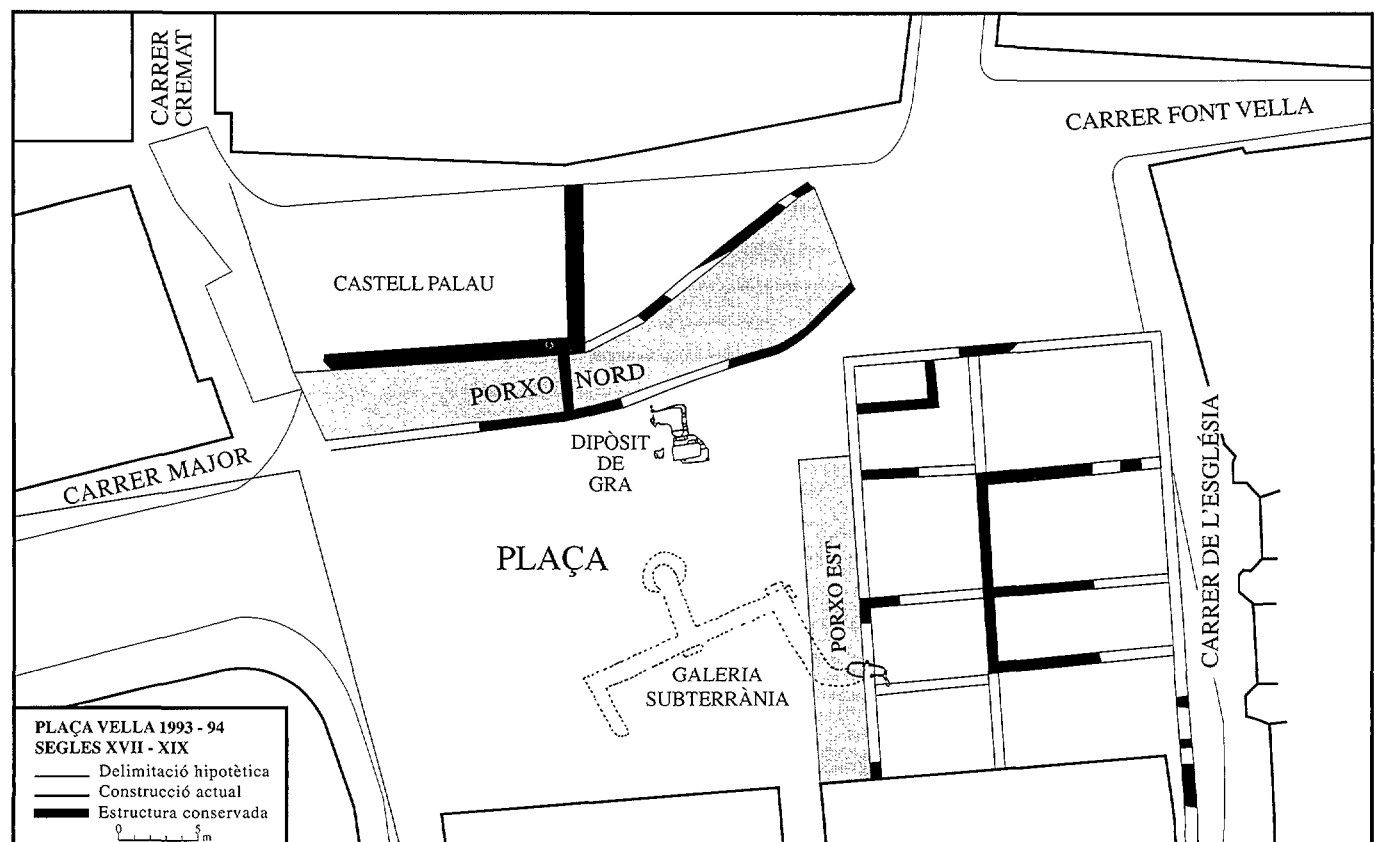 CARRER
CREMAT
CARRER FONT VELLA
CASTELL PALAU
PORXO NORD
DIPÒSIT
DE
GRA
CARRER MAJOR
PLAÇA
PORXO EST
CARRER DE L'ESGLÉSIA
GALERIA
SUBTERRÀNIA
PLAÇA VELLA 1993 - 94
SEGLES XVII - XIX
Delimitació hipotètica
Construcció actual
Estructura conservada
0 5 m